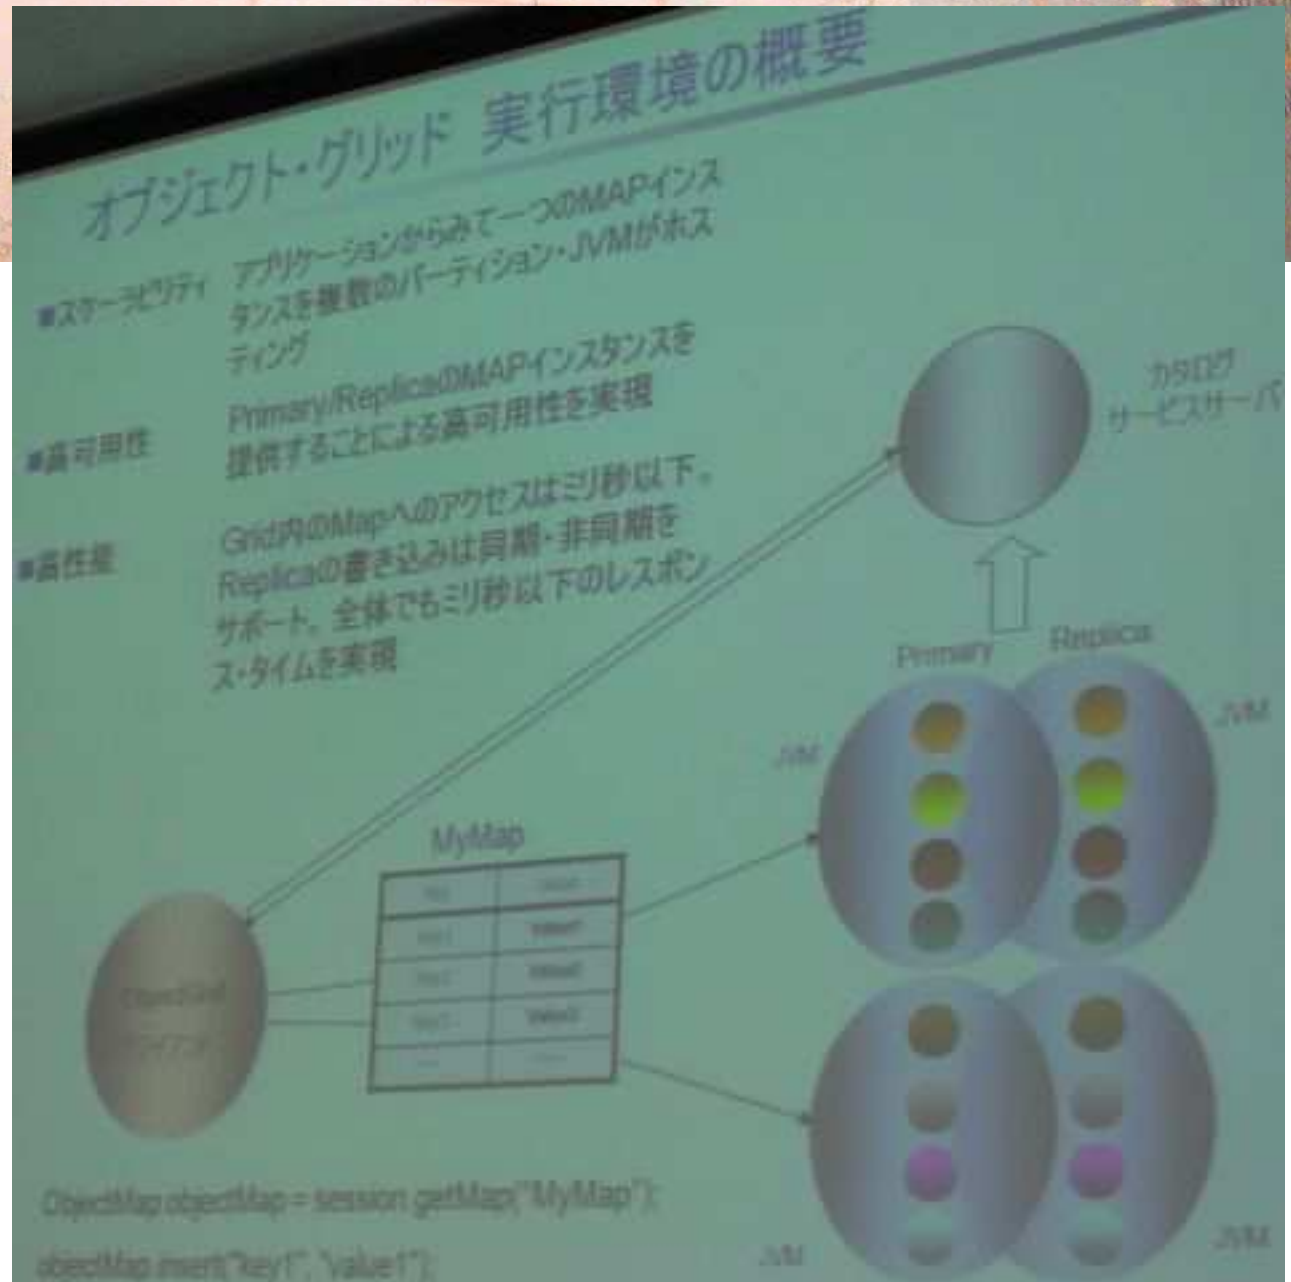 オブジェクト・グリッド 実行環境の概要
■スケーラビリティ アプリケーションからみて一つのMAPインス
タンスを複数のパーティション・JVMがホス
ティング
■高可用性 Primary/ReplicaのMAPインスタンスを
提供することによる高可用性を実現
■高性能 Grid内のMapへのアクセスはミリ秒以下。
Replicaの書き込みは同期・非同期を
サポート。全体でもミリ秒以下のレスポン
ス・タイムを実現
カタログ
サービスサーバ
Primary Replica
JVM
JVM
MyMap
Value1
Value2
Value3
ObjectGrid
ObjectMap objectMap = session.getMap("MyMap");
objectMap.insert("key1", "value1");
JVM
JVM